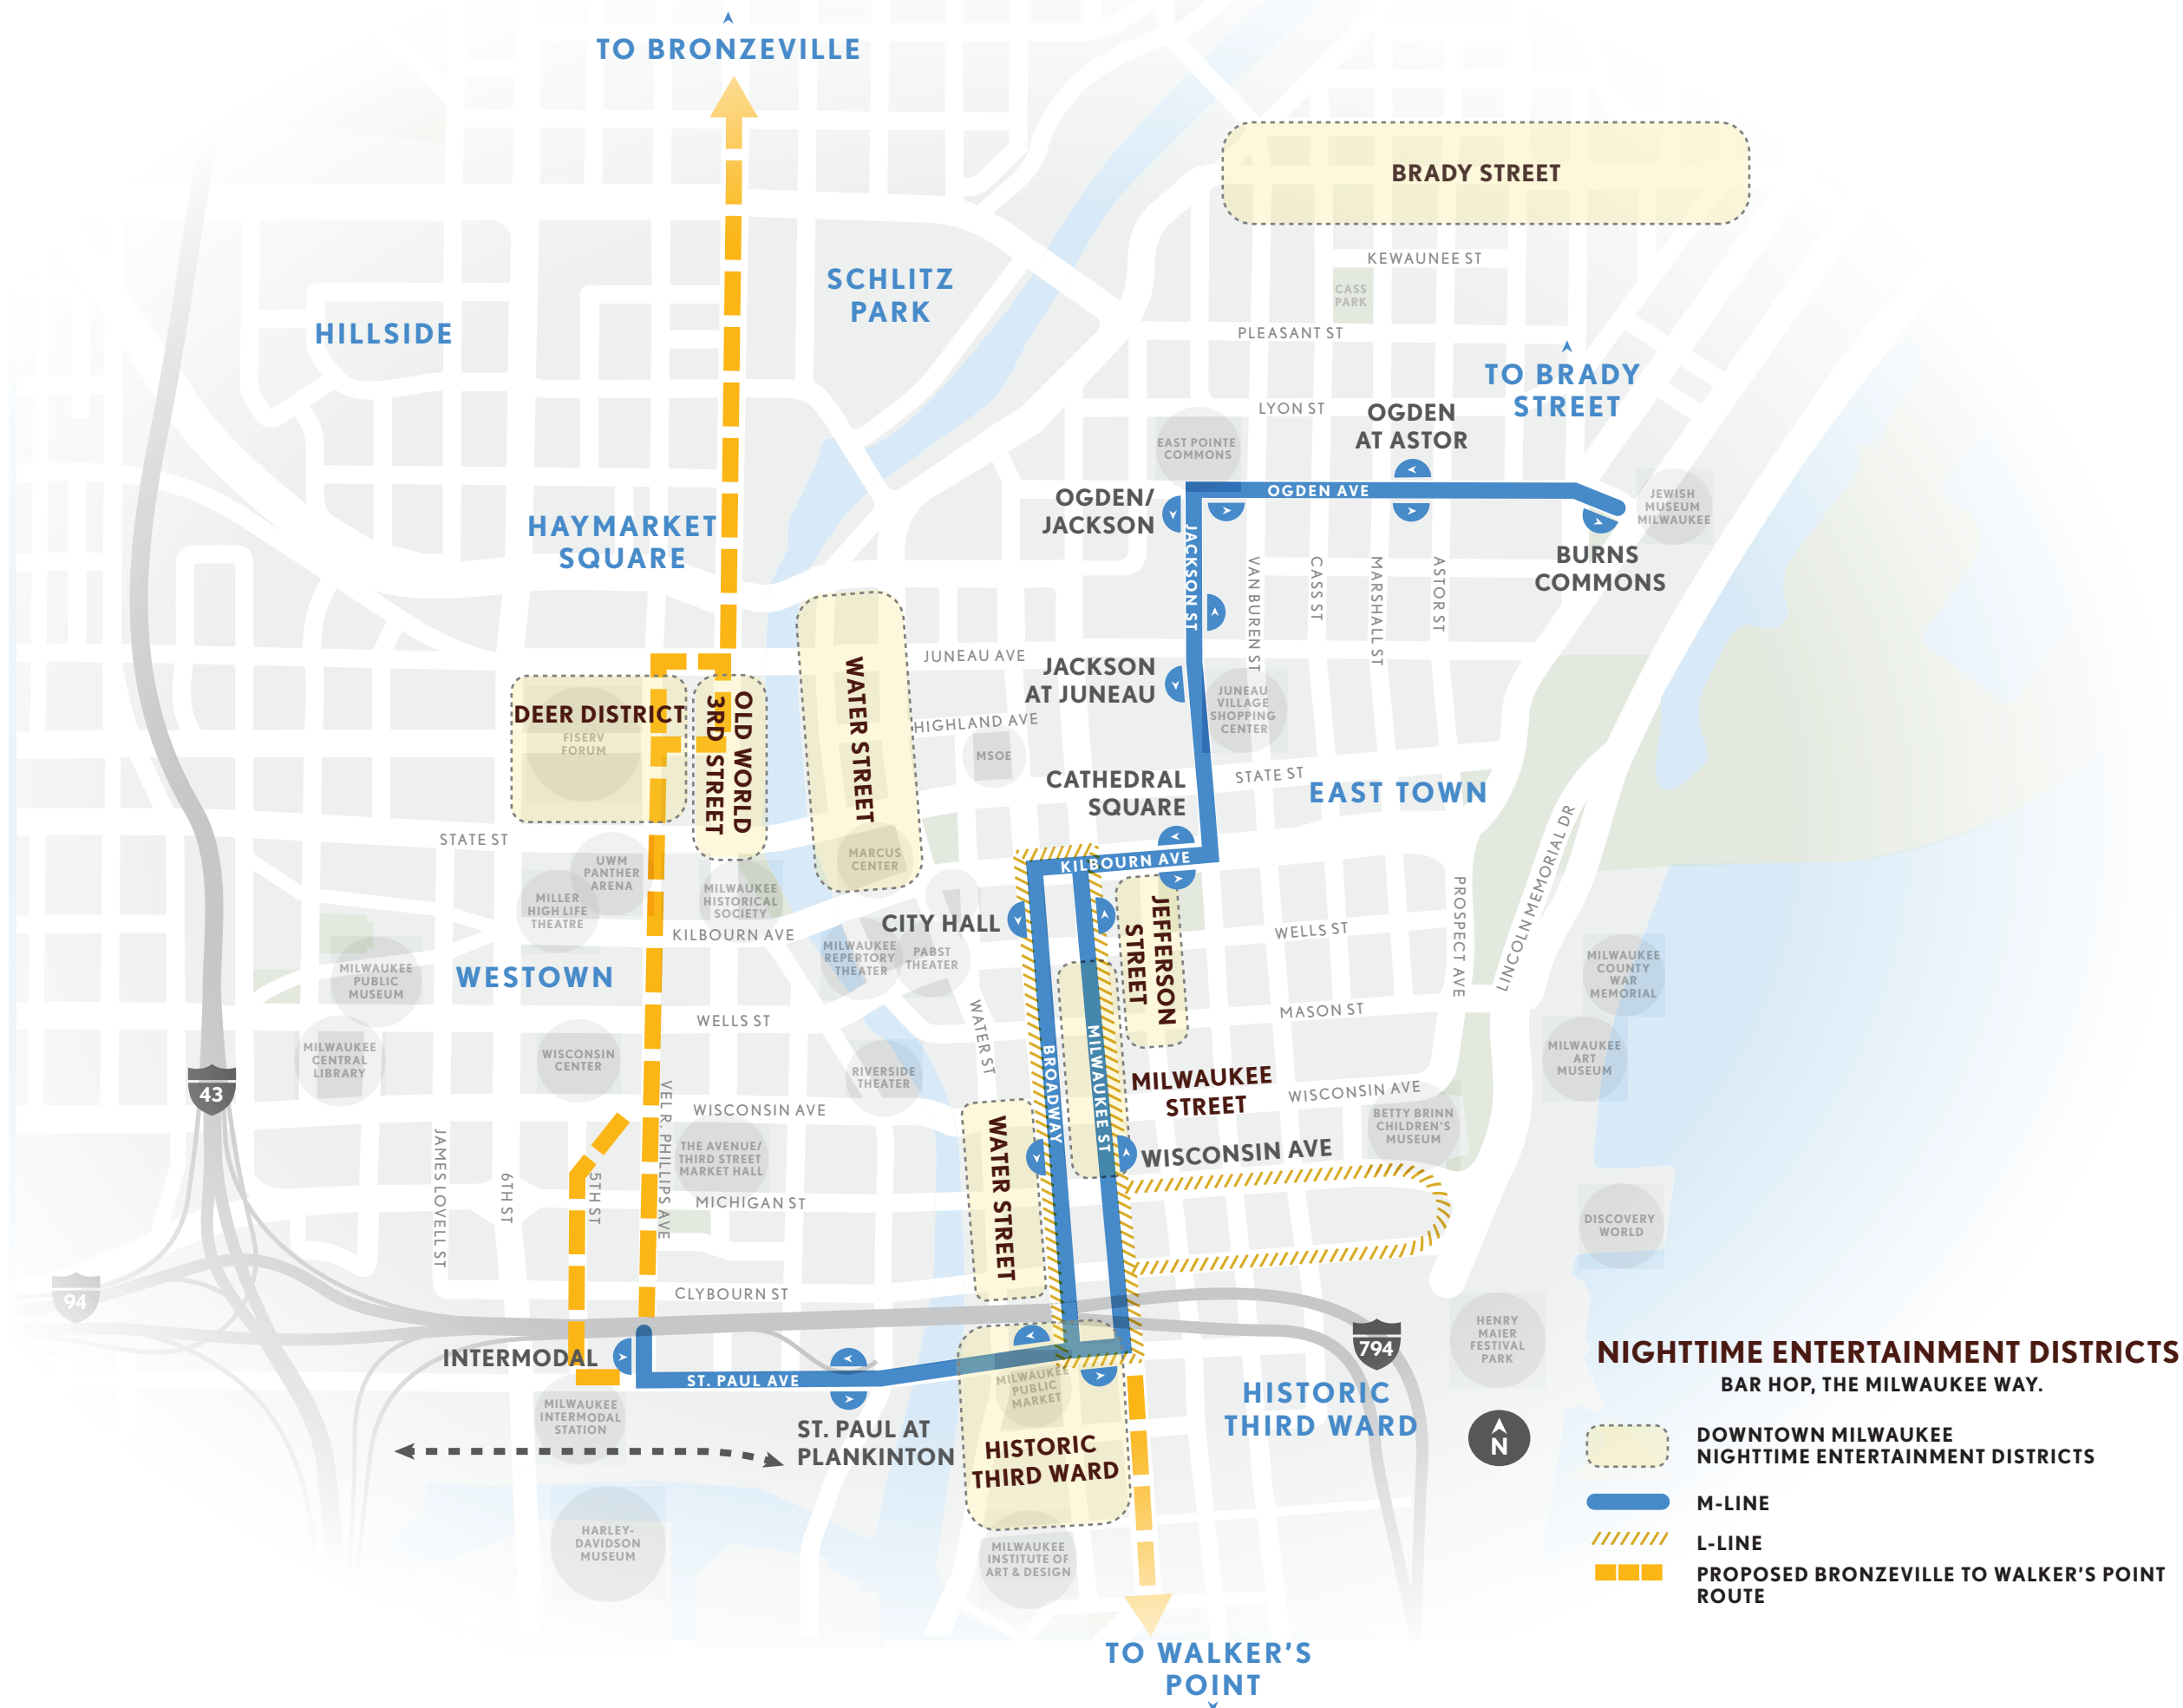 TO BRONZEVILLE
BRADY STREET
KEWAUNEE ST
CASS
PARK
SCHLITZ
PARK
HILLSIDE
PLEASANT ST
TO BRADY
STREET
LYON ST
OGDEN
AT ASTOR
EAST POINTE
COMMONS
OGDEN AVE
OGDEN/
JACKSON
JEWISH
MUSEUM
MILWAUKEE
HAYMARKET
SQUARE
BURNS
COMMONS
JACKSON ST
VAN BUREN ST
CASS ST
MARSHALL ST
ASTOR ST
JUNEAU AVE
JACKSON
AT JUNEAU
WATER STREET
DEER DISTRICT
FISERV
FORUM
OLD WORLD
3RD STREET
JUNEAU
VILLAGE
SHOPPING
CENTER
HIGHLAND AVE
MSOE
STATE ST
CATHEDRAL
SQUARE
EAST TOWN
STATE ST
LINCOLN MEMORIAL DR
MARCUS
CENTER
KILBOURN AVE
UWM
PANTHER
ARENA
MILLER
HIGH LIFE
THEATRE
MILWAUKEE
HISTORICAL
SOCIETY
PROSPECT AVE
CITY HALL
JEFFERSON
STREET
KILBOURN AVE
WELLS ST
MILWAUKEE
REPERTORY
THEATER
PABST
THEATER
WESTOWN
MILWAUKEE
PUBLIC
MUSEUM
MILWAUKEE
COUNTY
WAR
MEMORIAL
WELLS ST
WATER ST
MASON ST
MILWAUKEE
CENTRAL
LIBRARY
WISCONSIN
CENTER
RIVERSIDE
THEATER
BROADWAY
MILWAUKEE ST
MILWAUKEE
ART
MUSEUM
43
MILWAUKEE
STREET
WISCONSIN AVE
VEL R. PHILLIPS AVE
WISCONSIN AVE
BETTY BRINN
CHILDREN'S
MUSEUM
WATER STREET
WISCONSIN AVE
THE AVENUE/
THIRD STREET
MARKET HALL
JAMES LOVELL ST
6TH ST
5TH ST
MICHIGAN ST
DISCOVERY
WORLD
94
CLYBOURN ST
HENRY
MAIER
FESTIVAL
PARK
794
INTERMODAL
ST. PAUL AVE
MILWAUKEE
PUBLIC
MARKET
HISTORIC
THIRD WARD
MILWAUKEE
INTERMODAL
STATION
ST. PAUL AT
PLANKINTON
HISTORIC
THIRD WARD
N
HARLEY-
DAVIDSON
MUSEUM
MILWAUKEE
INSTITUTE OF
ART & DESIGN
TO WALKER'S
POINT
NIGHTTIME ENTERTAINMENT DISTRICTS
BAR HOP, THE MILWAUKEE WAY.
DOWNTOWN MILWAUKEE
NIGHTTIME ENTERTAINMENT DISTRICTS
M-LINE
L-LINE
PROPOSED BRONZEVILLE TO WALKER'S POINT
ROUTE